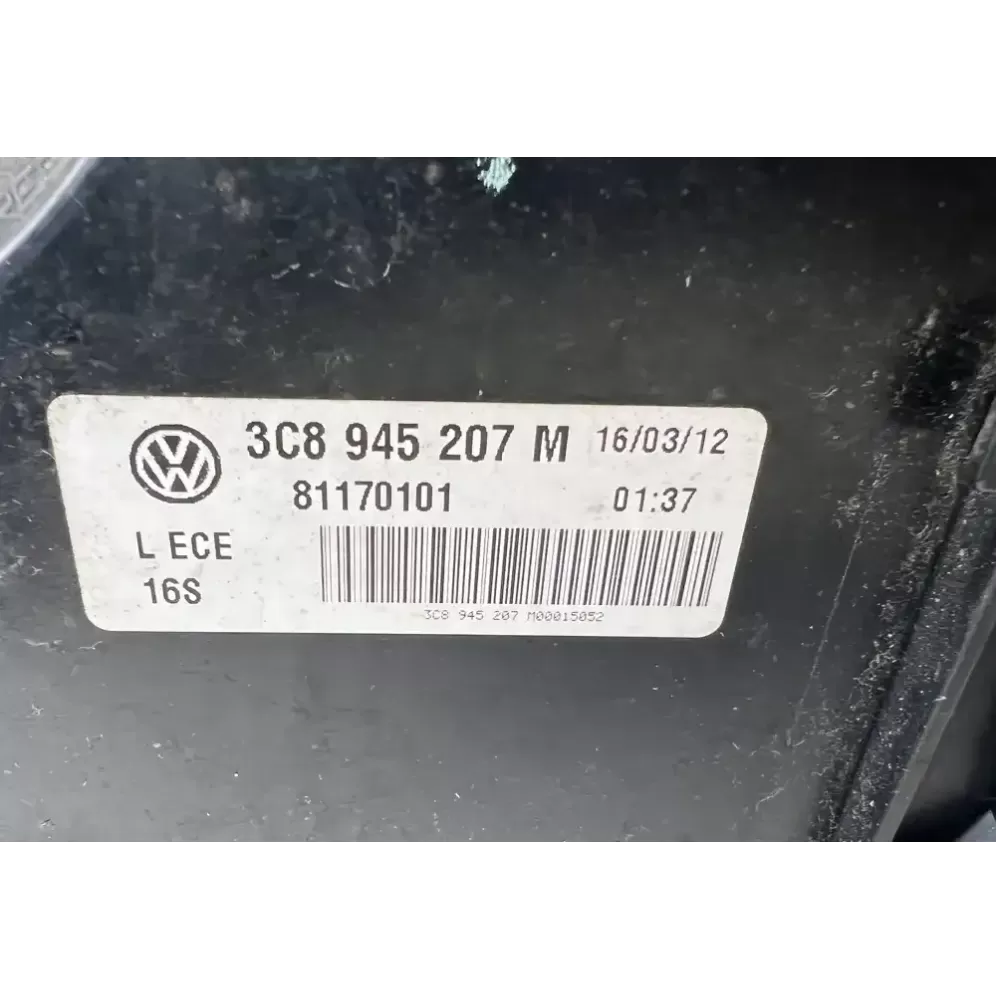 3C8 945 207 M 16/03/12
81170101 01:37
L ECE
16S
3C8 945 207 M00015052